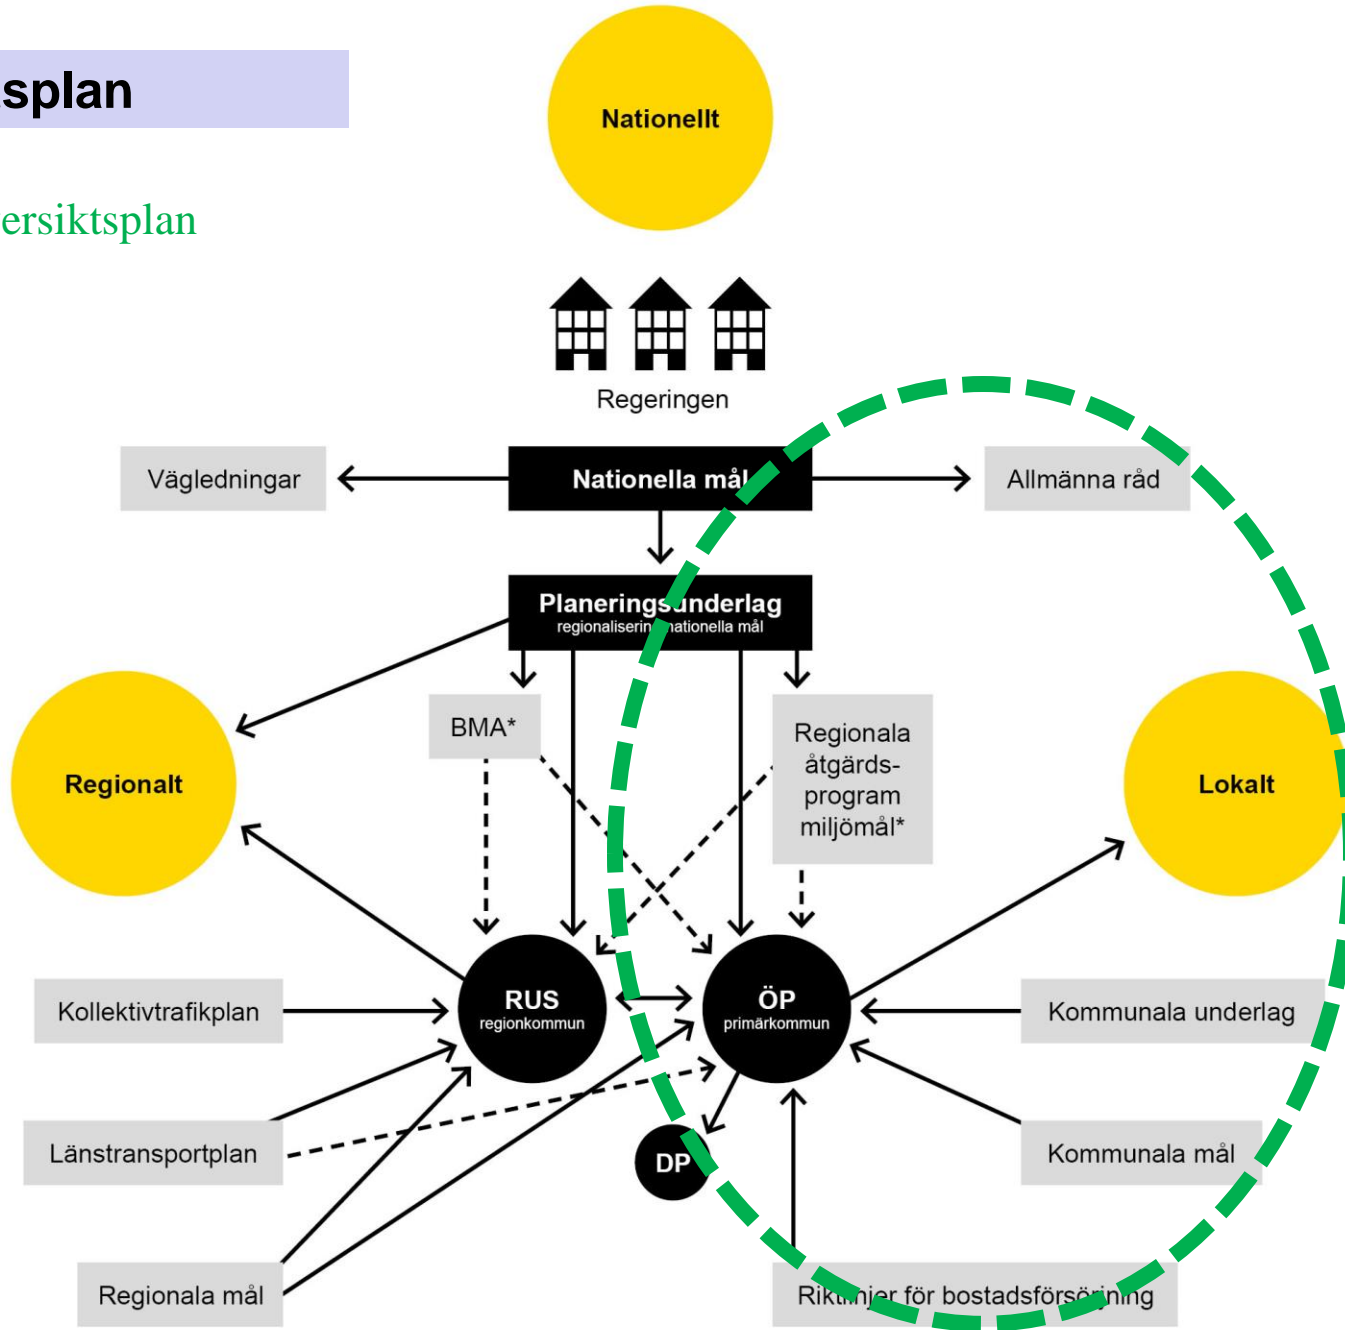 splan
ersiktsplan
Nationellt
Regeringen
Vägledningar
Nationella mål
Allmänna råd
Planeringsunderlag
regionalisering nationella mål
BMA*
Regionala
åtgärds-
program
miljömål*
Regionalt
Lokalt
RUS
regionkommun
ÖP
primärkommun
Kollektivtrafikplan
Kommunala underlag
Länstransportplan
DP
Kommunala mål
Regionala mål
Riktlinjer för bostadsförsörjning